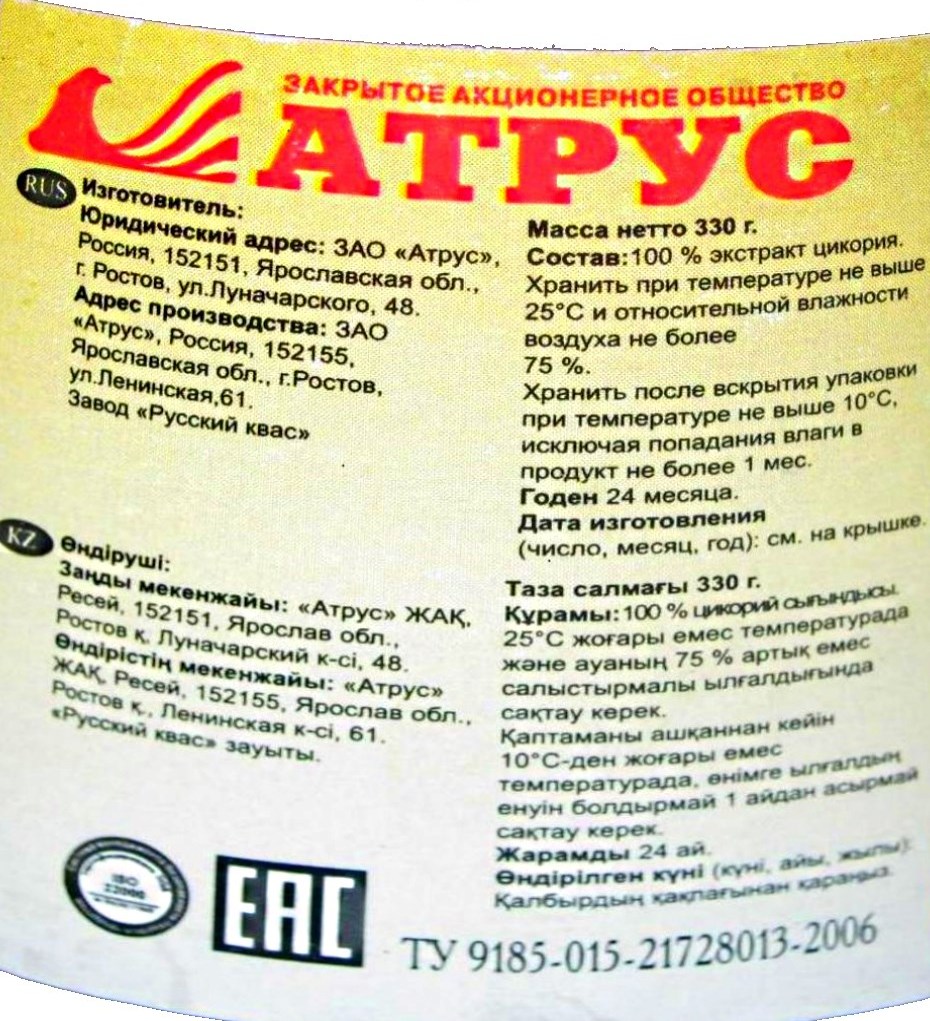 ЗАКРЫТОЕ АКЦИОНЕРНОЕ ОБЩЕСТВО
АТРУС
RUS
Изготовитель:
Юридический адрес: ЗАО «Атрус»,
Россия, 152151, Ярославская обл.,
г. Ростов, ул.Луначарского, 48.
Адрес производства: ЗАО
«Атрус», Россия, 152155,
Ярославская обл., г.Ростов,
ул.Ленинская,61.
Завод «Русский квас»
Масса нетто 330 г.
Состав:100 % экстракт цикория.
Хранить при температуре не выше
25°С и относительной влажности
воздуха не более
75 %.
Хранить после вскрытия упаковки
при температуре не выше 10°С,
исключая попадания влаги в
продукт не более 1 мес.
Годен 24 месяца.
Дата изготовления
(число, месяц, год): см. на крышке.
KZ
Өндіруші:
Заңды мекенжайы: «Атрус» ЖАҚ,
Ресей, 152151, Ярослав обл.,
Ростов қ. Луначарский к-сі, 48.
Өндірістің мекенжайы: «Атрус»
ЖАҚ, Ресей, 152155, Ярослав обл.,
Ростов қ., Ленинская к-сі, 61.
«Русский квас» зауыты.
Таза салмағы 330 г.
Құрамы:100 % цикорий сығындысы.
25°С жоғары емес температурада
және ауаның 75 % артық емес
салыстырмалы ылғалдығында
сақтау керек.
Қаптаманы ашқаннан кейін
10°С-ден жоғары емес
температурада, өнімге ылғалдың
енуін болдырмай 1 айдан асырмай
сақтау керек.
Жарамды 24 ай.
Өндірілген күні (күні, айы, жылы):
Қалбырдың қақпағынан қараңыз.
ISO
22000
EAC
ТУ 9185-015-21728013-2006